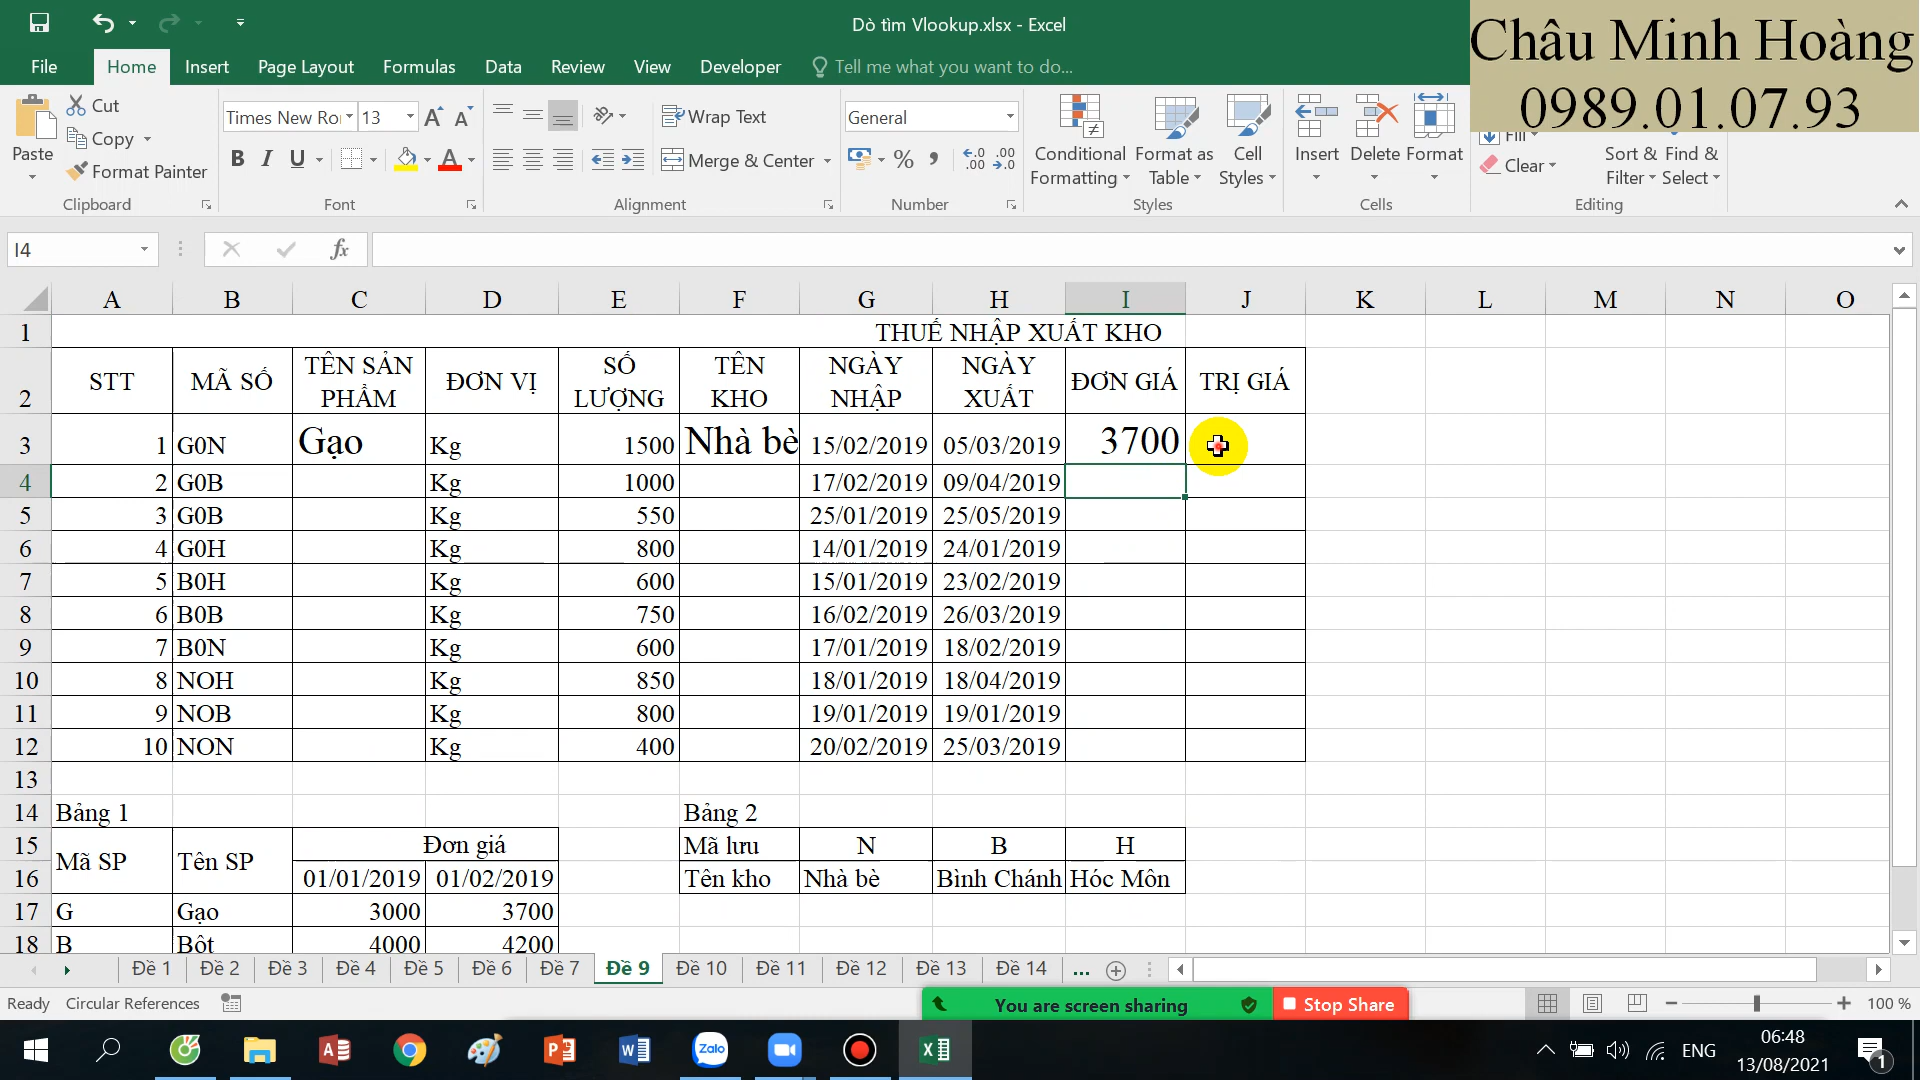 Dò tìm Vlookup.xlsx - Excel
Châu Minh Hoàng
0989.01.07.93
File Home Insert Page Layout Formulas Data Review View Developer Tell me what you want to do...
Paste
Cut
Copy
Format Painter
Clipboard
Times New Ro 13
B I U
Font
Wrap Text
Merge & Center
Alignment
General
Number
Conditional Formatting
Format as Table
Cell Styles
Styles
Insert Delete Format
Cells
Fill
Clear
Sort & Filter
Find & Select
Editing
I4
fx
A B C D E F G H I J K L M N O
1 THUẾ NHẬP XUẤT KHO
2 STT MÃ SỐ TÊN SẢN PHẨM ĐƠN VỊ SỐ LƯỢNG TÊN KHO NGÀY NHẬP NGÀY XUẤT ĐƠN GIÁ TRỊ GIÁ
3 1 G0N Gạo Kg 1500 Nhà bè 15/02/2019 05/03/2019 3700
4 2 G0B Kg 1000 17/02/2019 09/04/2019
5 3 G0B Kg 550 25/01/2019 25/05/2019
6 4 G0H Kg 800 14/01/2019 24/01/2019
7 5 B0H Kg 600 15/01/2019 23/02/2019
8 6 B0B Kg 750 16/02/2019 26/03/2019
9 7 B0N Kg 600 17/01/2019 18/02/2019
10 8 NOH Kg 850 18/01/2019 18/04/2019
11 9 NOB Kg 800 19/01/2019 19/01/2019
12 10 NON Kg 400 20/02/2019 25/03/2019
13
14 Bảng 1 Bảng 2
15 Mã SP Tên SP Đơn giá Mã lưu N B H
16 01/01/2019 01/02/2019 Tên kho Nhà bè Bình Chánh Hóc Môn
17 G Gạo 3000 3700
18 B Bột 4000 4200
Đề 1 Đề 2 Đề 3 Đề 4 Đề 5 Đề 6 Đề 7 Đề 9 Đề 10 Đề 11 Đề 12 Đề 13 Đề 14 ...
Ready Circular References
You are screen sharing Stop Share
100 %
Zalo
ENG
06:48
13/08/2021
1